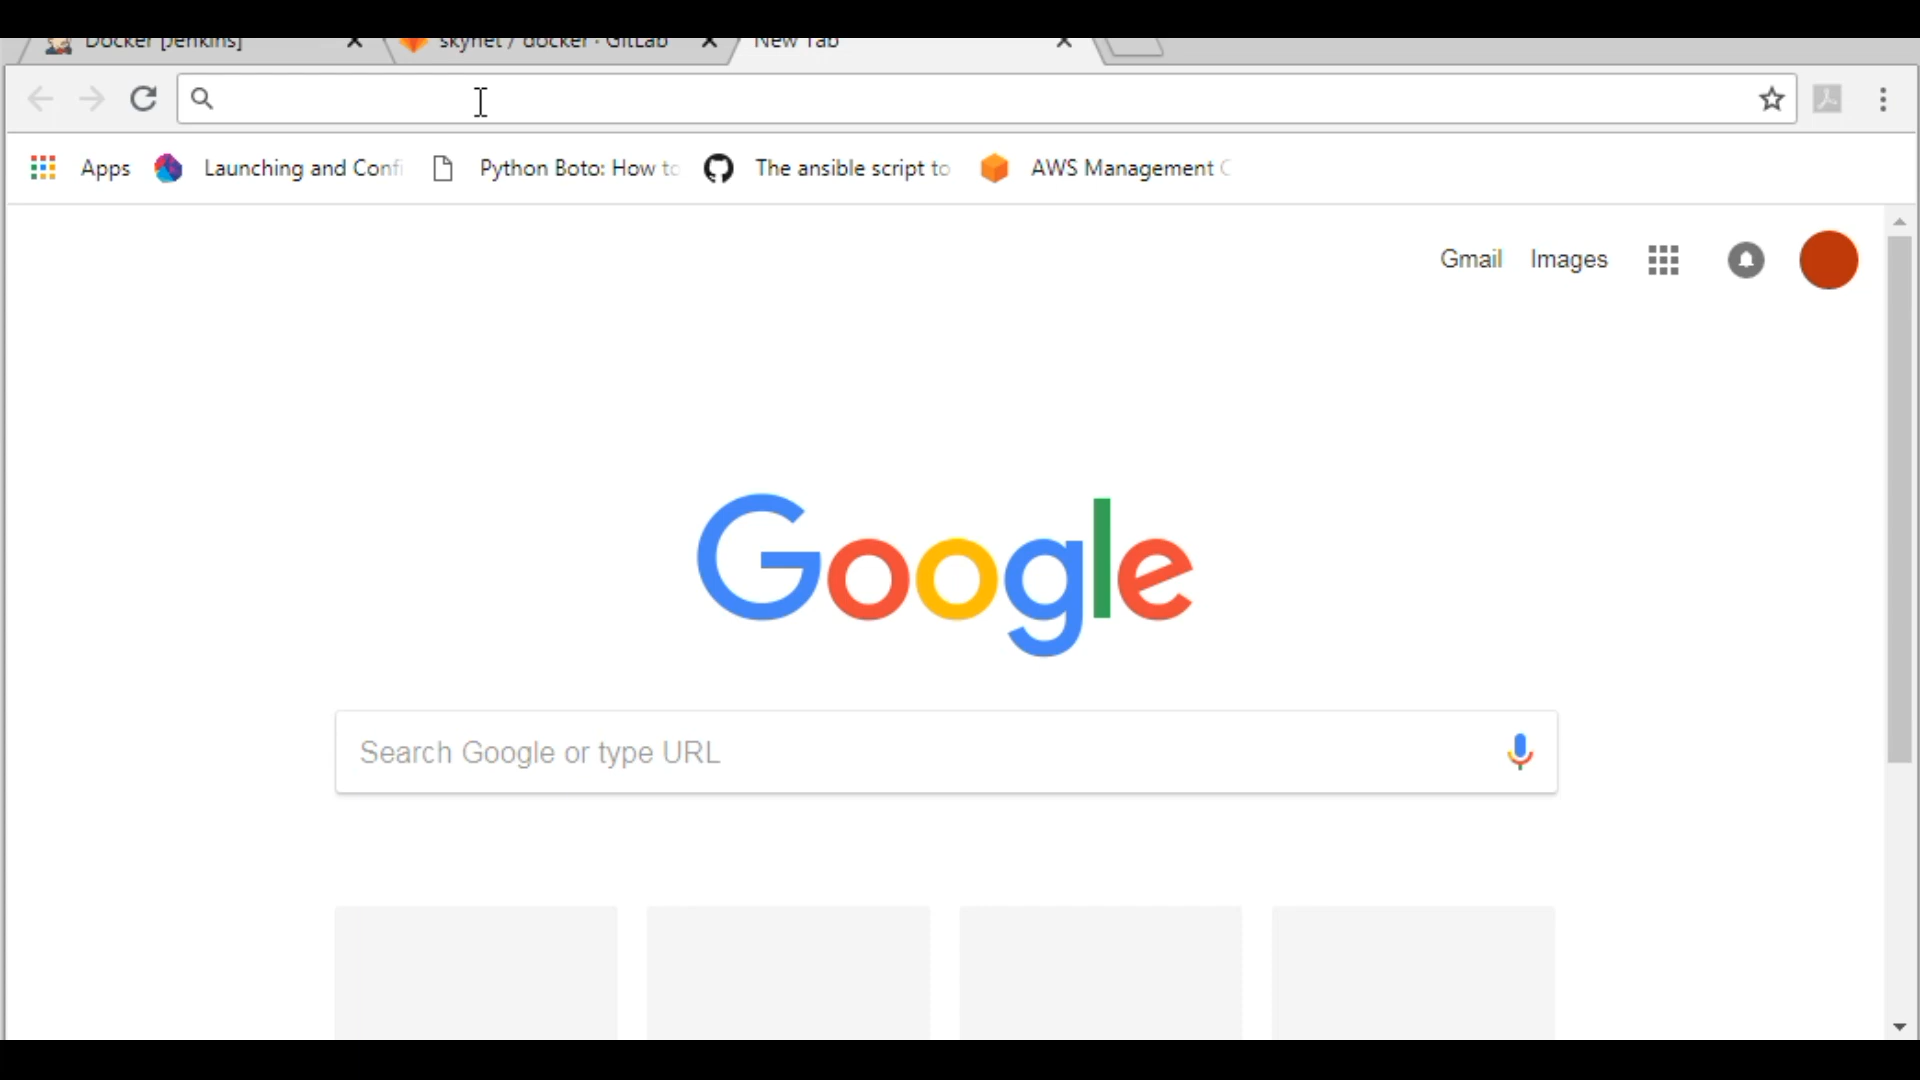 Docker [Jenkins]
skynet / docker · GitLab
New Tab
Apps
Launching and Confi
Python Boto: How to
The ansible script to
AWS Management C
Gmail
Images
Google
Search Google or type URL